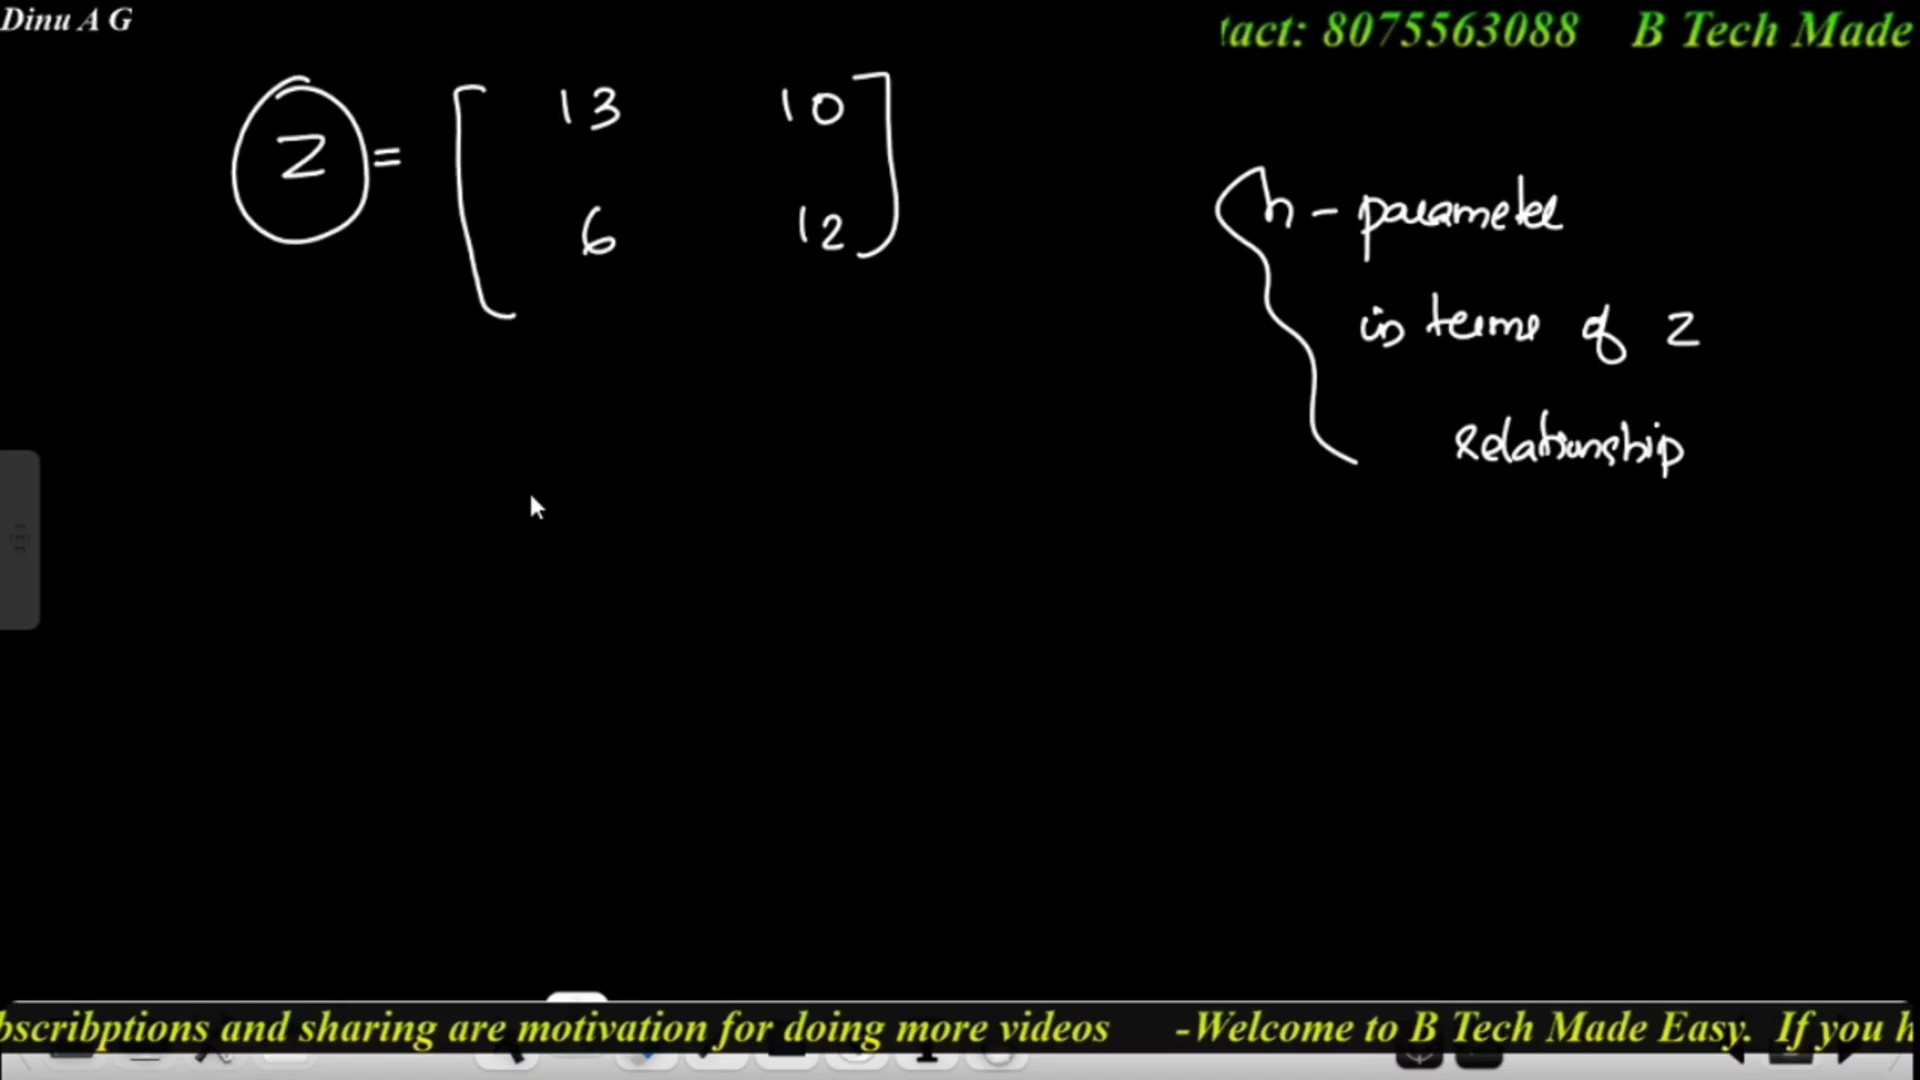 Dinu A G
tact: 8075563088 B Tech Made
Z = [ 13 10
6 12 ]
h - parameter
in terms of Z
relationship
bscribptions and sharing are motivation for doing more videos -Welcome to B Tech Made Easy. If you h